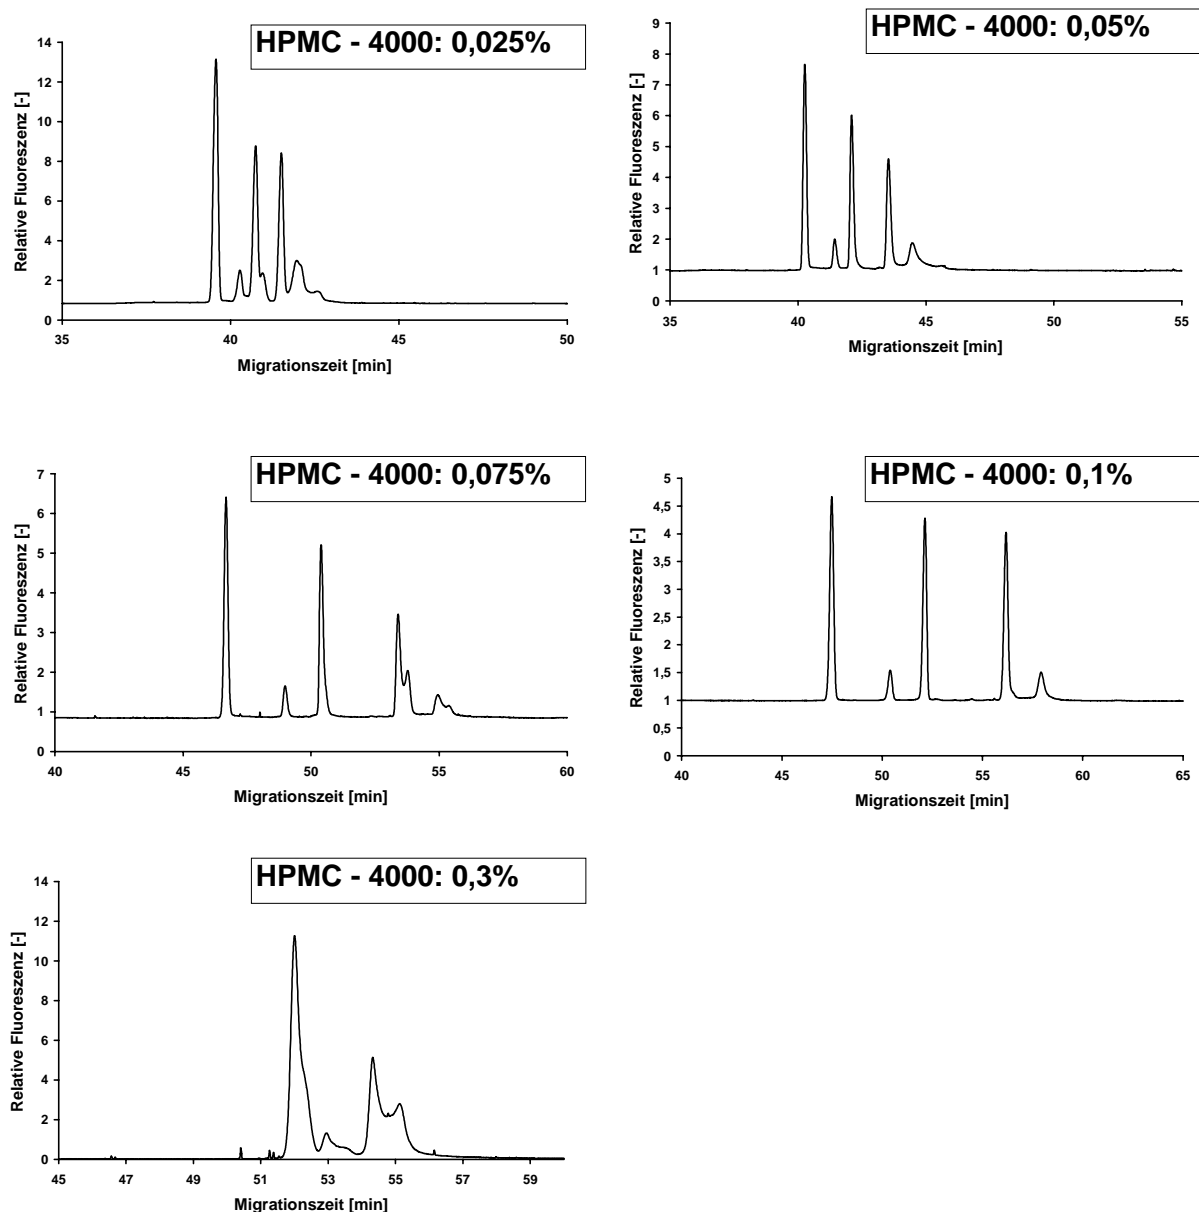 HPMC - 4000: 0,025%
Relative Fluoreszenz [-]
14
12
10
8
6
4
2
0
35 40 45 50
Migrationszeit [min]
HPMC - 4000: 0,05%
Relative Fluoreszenz [-]
9
8
7
6
5
4
3
2
1
0
35 40 45 50 55
Migrationszeit [min]
HPMC - 4000: 0,075%
Relative Fluoreszenz [-]
7
6
5
4
3
2
1
0
40 45 50 55 60
Migrationszeit [min]
HPMC - 4000: 0,1%
Relative Fluoreszenz [-]
5
4,5
4
3,5
3
2,5
2
1,5
1
0,5
0
40 45 50 55 60 65
Migrationszeit [min]
HPMC - 4000: 0,3%
Relative Fluoreszenz [-]
14
12
10
8
6
4
2
0
45 47 49 51 53 55 57 59
Migrationszeit [min]